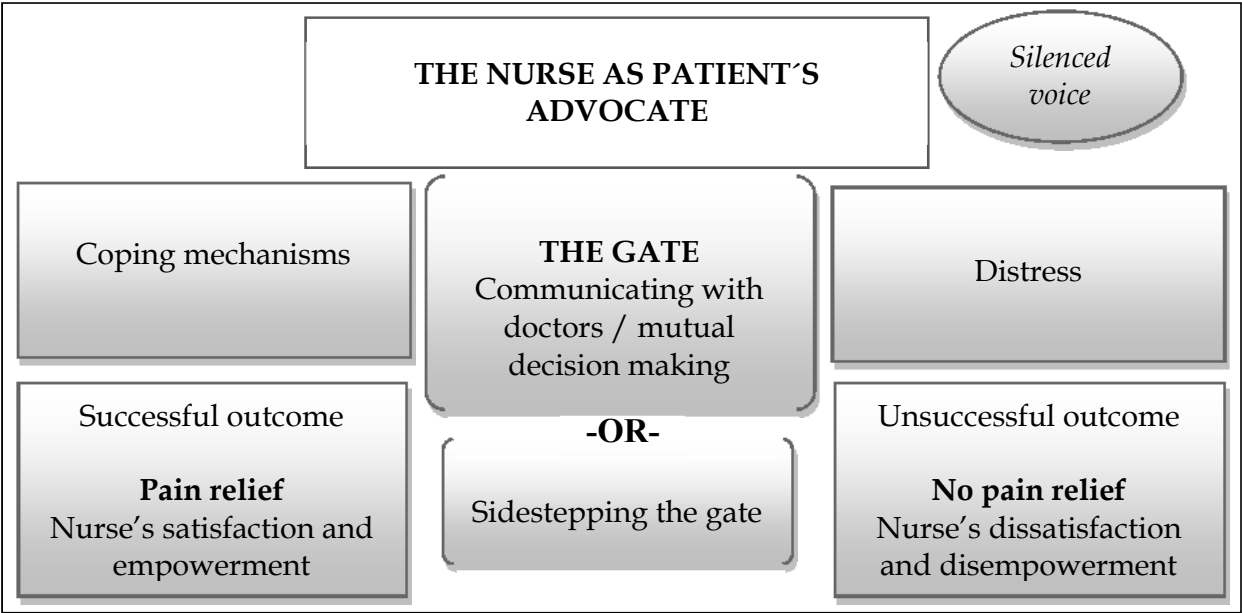 THE NURSE AS PATIENT´S
ADVOCATE
Silenced
voice
Coping mechanisms
THE GATE
Communicating with
doctors / mutual
decision making
Distress
Successful outcome
Pain relief
Nurse’s satisfaction and
empowerment
-OR-
Sidestepping the gate
Unsuccessful outcome
No pain relief
Nurse’s dissatisfaction
and disempowerment